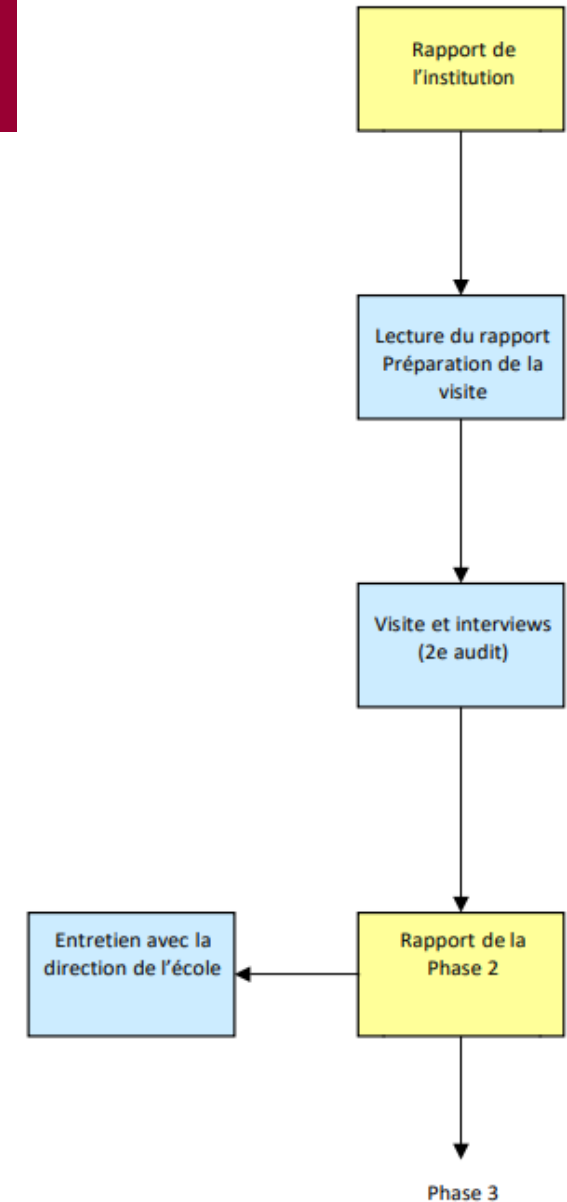 Rapport de
l’institution
Lecture du rapport
Préparation de la
visite
Visite et interviews
(2e audit)
Entretien avec la
direction de l’école
Rapport de la
Phase 2
Phase 3